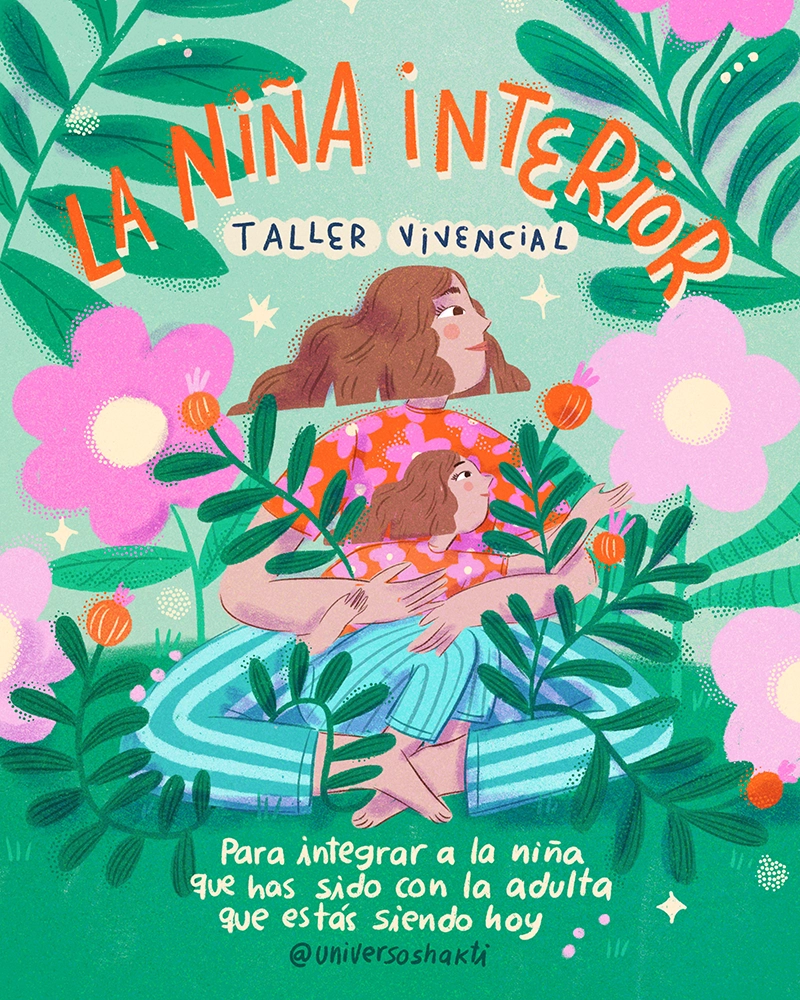 LA NiÑA iNTERiOR
TALLER ViVENCiAL
Para integrar a la niña
que has sido con la adulta
que estás siendo hoy
@universoshakti